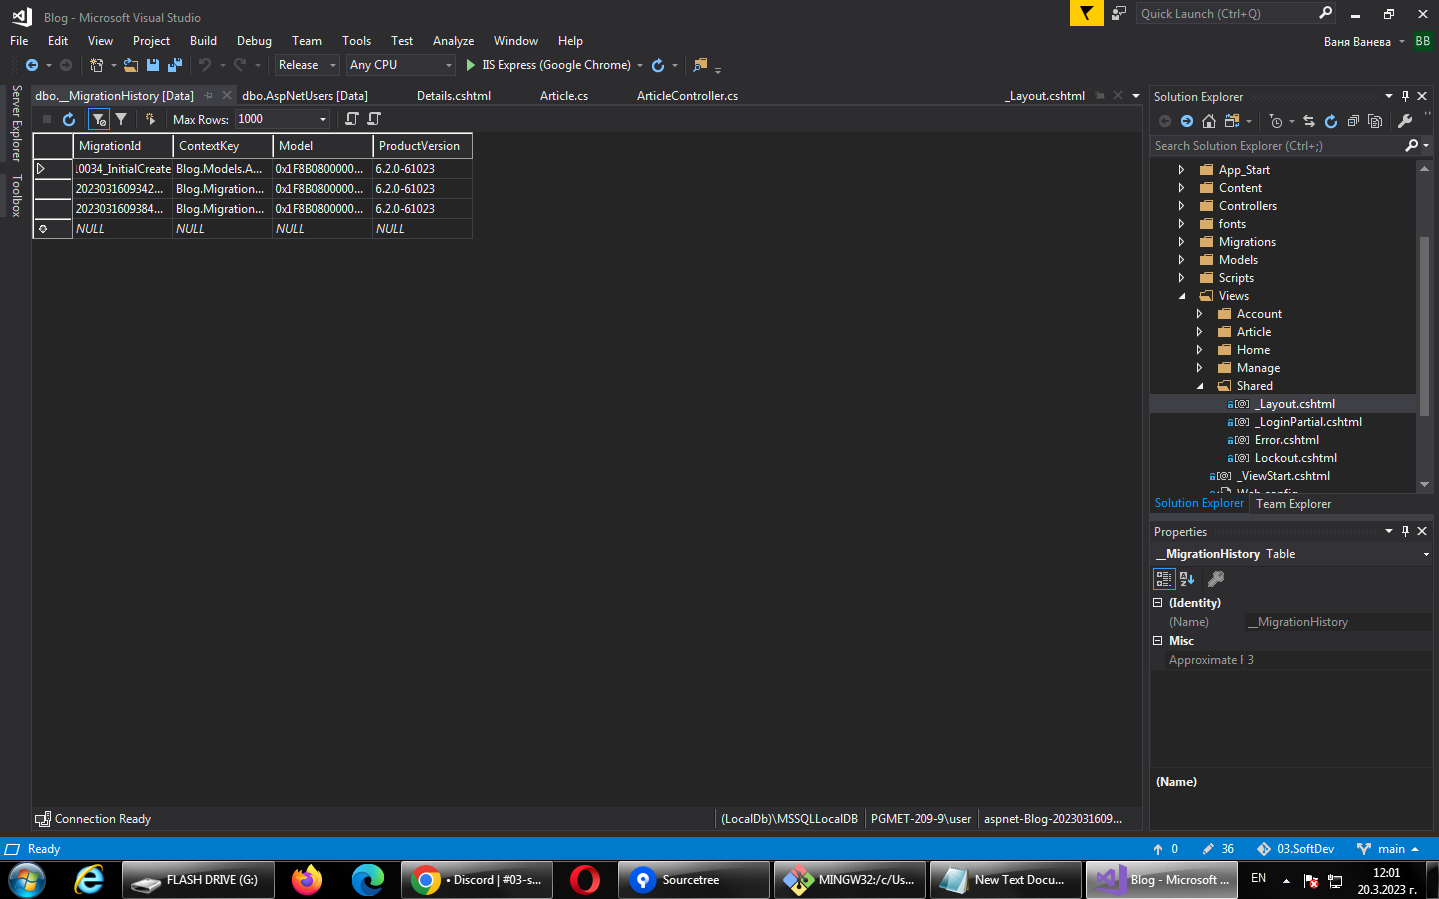 Blog - Microsoft Visual Studio
Quick Launch (Ctrl+Q)
File Edit View Project Build Debug Team Tools Test Analyze Window Help
Ваня Ванева BB
Release Any CPU IIS Express (Google Chrome)
Server Explorer
Toolbox
dbo.__MigrationHistory [Data] dbo.AspNetUsers [Data] Details.cshtml Article.cs ArticleController.cs _Layout.cshtml
Max Rows: 1000
MigrationId ContextKey Model ProductVersion
10034_InitialCreate Blog.Models.A... 0x1F8B0800000... 6.2.0-61023
2023031609342... Blog.Migration... 0x1F8B0800000... 6.2.0-61023
2023031609384... Blog.Migration... 0x1F8B0800000... 6.2.0-61023
NULL NULL NULL NULL
Connection Ready
(LocalDb)\MSSQLLocalDB PGMET-209-9\user aspnet-Blog-2023031609...
Solution Explorer
Search Solution Explorer (Ctrl+;)
App_Start
Content
Controllers
fonts
Migrations
Models
Scripts
Views
Account
Article
Home
Manage
Shared
_Layout.cshtml
_LoginPartial.cshtml
Error.cshtml
Lockout.cshtml
_ViewStart.cshtml
Web.config
Solution Explorer Team Explorer
Properties
__MigrationHistory Table
(Identity)
(Name) __MigrationHistory
Misc
Approximate F 3
(Name)
Ready
0 36 03.SoftDev main
FLASH DRIVE (G:)
• Discord | #03-s...
Sourcetree
MINGW32:/c/Us...
New Text Docu...
Blog - Microsoft ...
EN
12:01
20.3.2023 г.